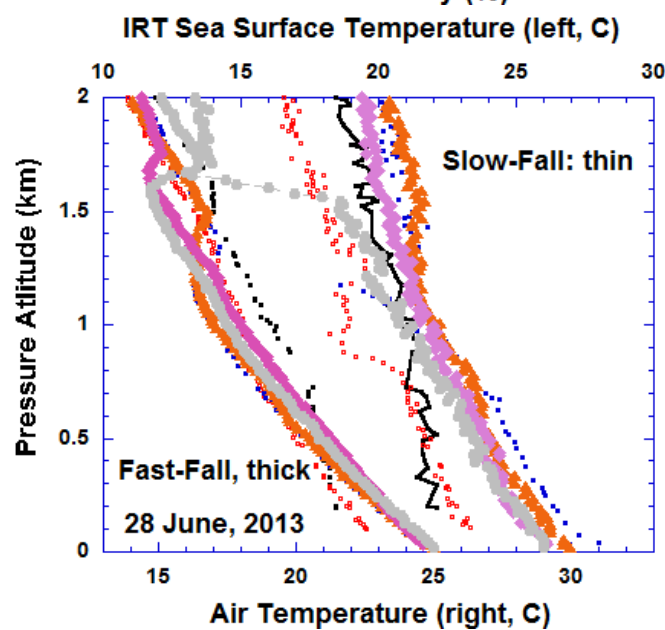 IRT Sea Surface Temperature (left, C)
10 15 20 25 30
2
Slow-Fall: thin
1.5
Pressure Atlitude (km)
1
0.5
Fast-Fall, thick
28 June, 2013
0
15 20 25 30
Air Temperature (right, C)